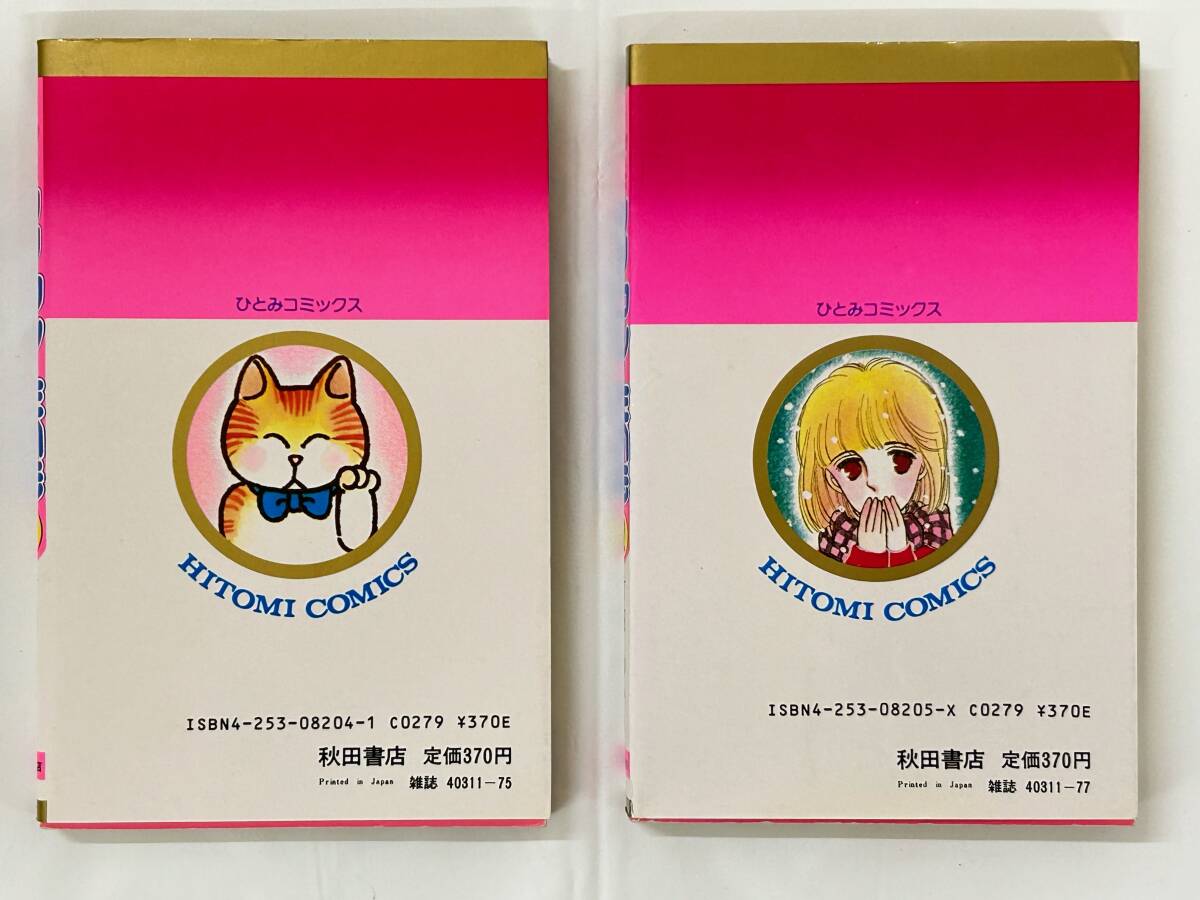 ひとみコミックス
HITOMI COMICS
ISBN4-253-08204-1 C0279 ¥370E
秋田書店 定価370円
Printed in Japan 雑誌 40311-75
ひとみコミックス
HITOMI COMICS
ISBN4-253-08205-X C0279 ¥370E
秋田書店 定価370円
Printed in Japan 雑誌 40311-77